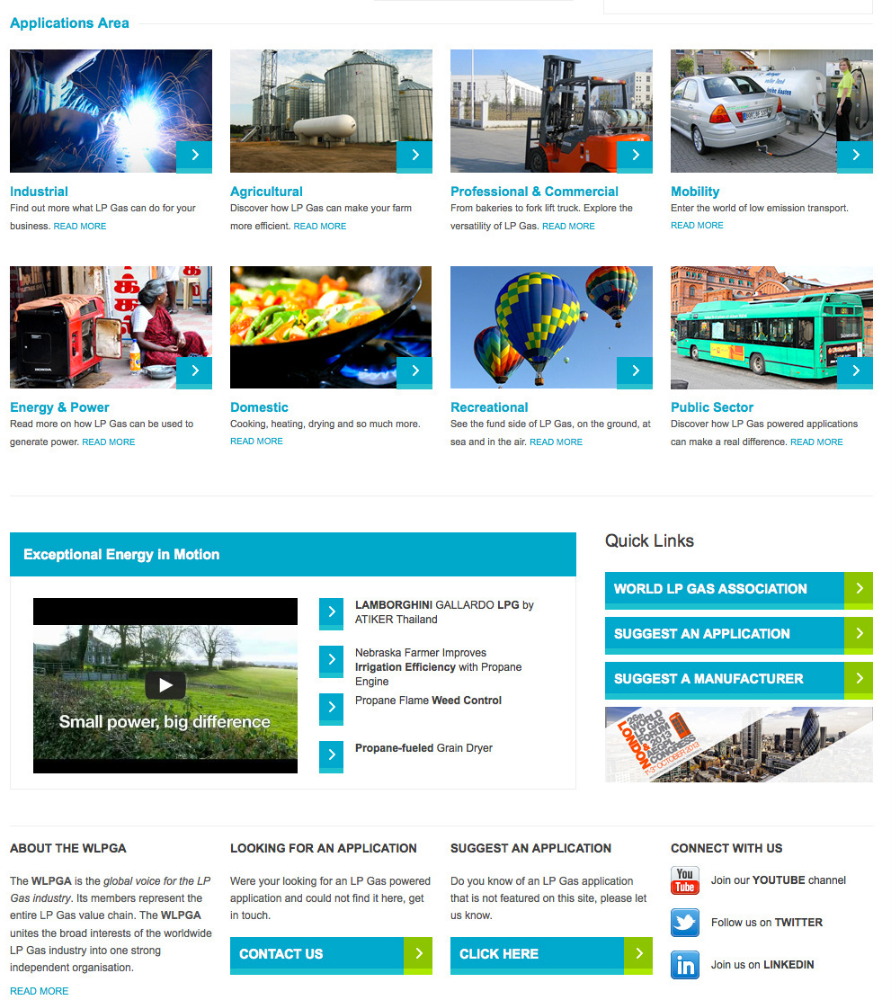 Applications Area
Industrial
Find out more what LP Gas can do for your
business. READ MORE
Agricultural
Discover how LP Gas can make your farm
more efficient. READ MORE
Professional & Commercial
From bakeries to fork lift truck. Explore the
versatility of LP Gas. READ MORE
Mobility
Enter the world of low emission transport.
READ MORE
HONDA
Energy & Power
Read more on how LP Gas can be used to
generate power. READ MORE
Domestic
Cooking, heating, drying and so much more.
READ MORE
Recreational
See the fund side of LP Gas, on the ground, at
sea and in the air. READ MORE
Public Sector
Discover how LP Gas powered applications
can make a real difference. READ MORE
Exceptional Energy in Motion
Small power, big difference
LAMBORGHINI GALLARDO LPG by
ATIKER Thailand
Nebraska Farmer Improves
Irrigation Efficiency with Propane
Engine
Propane Flame Weed Control
Propane-fueled Grain Dryer
Quick Links
WORLD LP GAS ASSOCIATION
SUGGEST AN APPLICATION
SUGGEST A MANUFACTURER
26th WORLD
LP GAS
FORUM
& 2013
AEGPL
CONGRESS
LONDON
1-3RD OCTOBER 2013
ABOUT THE WLPGA
The WLPGA is the global voice for the LP
Gas industry. Its members represent the
entire LP Gas value chain. The WLPGA
unites the broad interests of the worldwide
LP Gas industry into one strong
independent organisation.
READ MORE
LOOKING FOR AN APPLICATION
Were your looking for an LP Gas powered
application and could not find it here, get
in touch.
CONTACT US
SUGGEST AN APPLICATION
Do you know of an LP Gas application
that is not featured on this site, please let
us know.
CLICK HERE
CONNECT WITH US
You
Tube
Join our YOUTUBE channel
Follow us on TWITTER
in
Join us on LINKEDIN